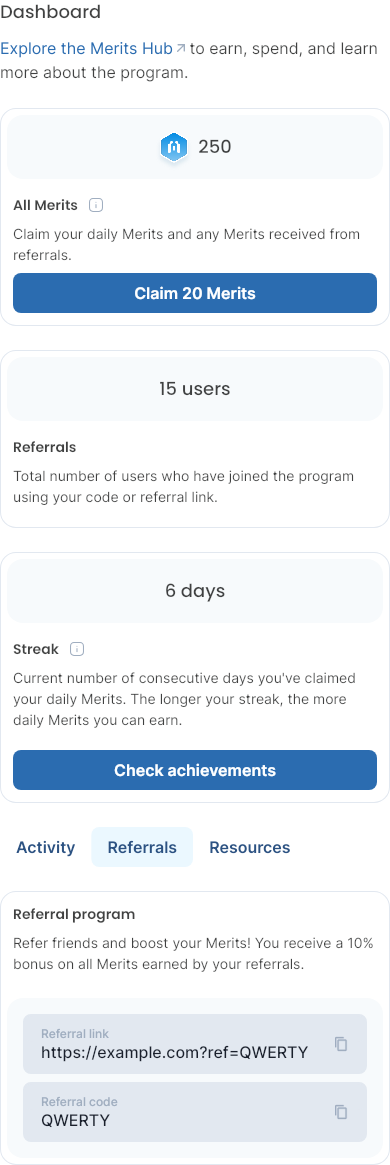 Dashboard
Explore the Merits Hub to earn, spend, and learn
more about the program.
250
All Merits
Claim your daily Merits and any Merits received from
referrals.
Claim 20 Merits
15 users
Referrals
Total number of users who have joined the program
using your code or referral link.
6 days
Streak
Current number of consecutive days you've claimed
your daily Merits. The longer your streak, the more
daily Merits you can earn.
Check achievements
Activity Referrals Resources
Referral program
Refer friends and boost your Merits! You receive a 10%
bonus on all Merits earned by your referrals.
Referral link
https://example.com?ref=QWERTY
Referral code
QWERTY